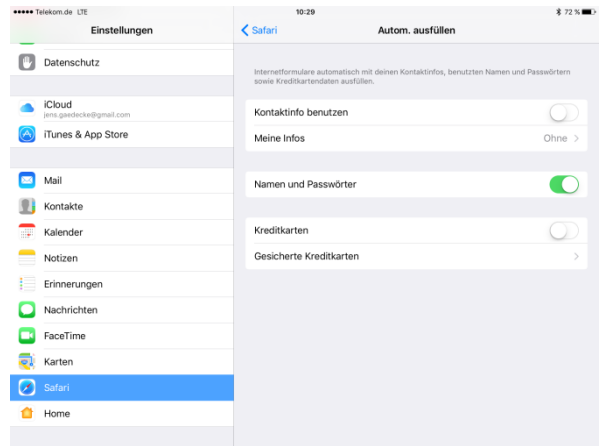 Telekom.de LTE
10:29
72 %
Einstellungen
Safari
Autom. ausfüllen
Datenschutz
iCloud
jens.gaedecke@gmail.com
iTunes & App Store
Mail
Kontakte
Kalender
Notizen
Erinnerungen
Nachrichten
FaceTime
Karten
Safari
Home
Internetformulare automatisch mit deinen Kontaktinfos, benutzten Namen und Passwörtern
sowie Kreditkartendaten ausfüllen.
Kontaktinfo benutzen
Meine Infos
Ohne
Namen und Passwörter
Kreditkarten
Gesicherte Kreditkarten